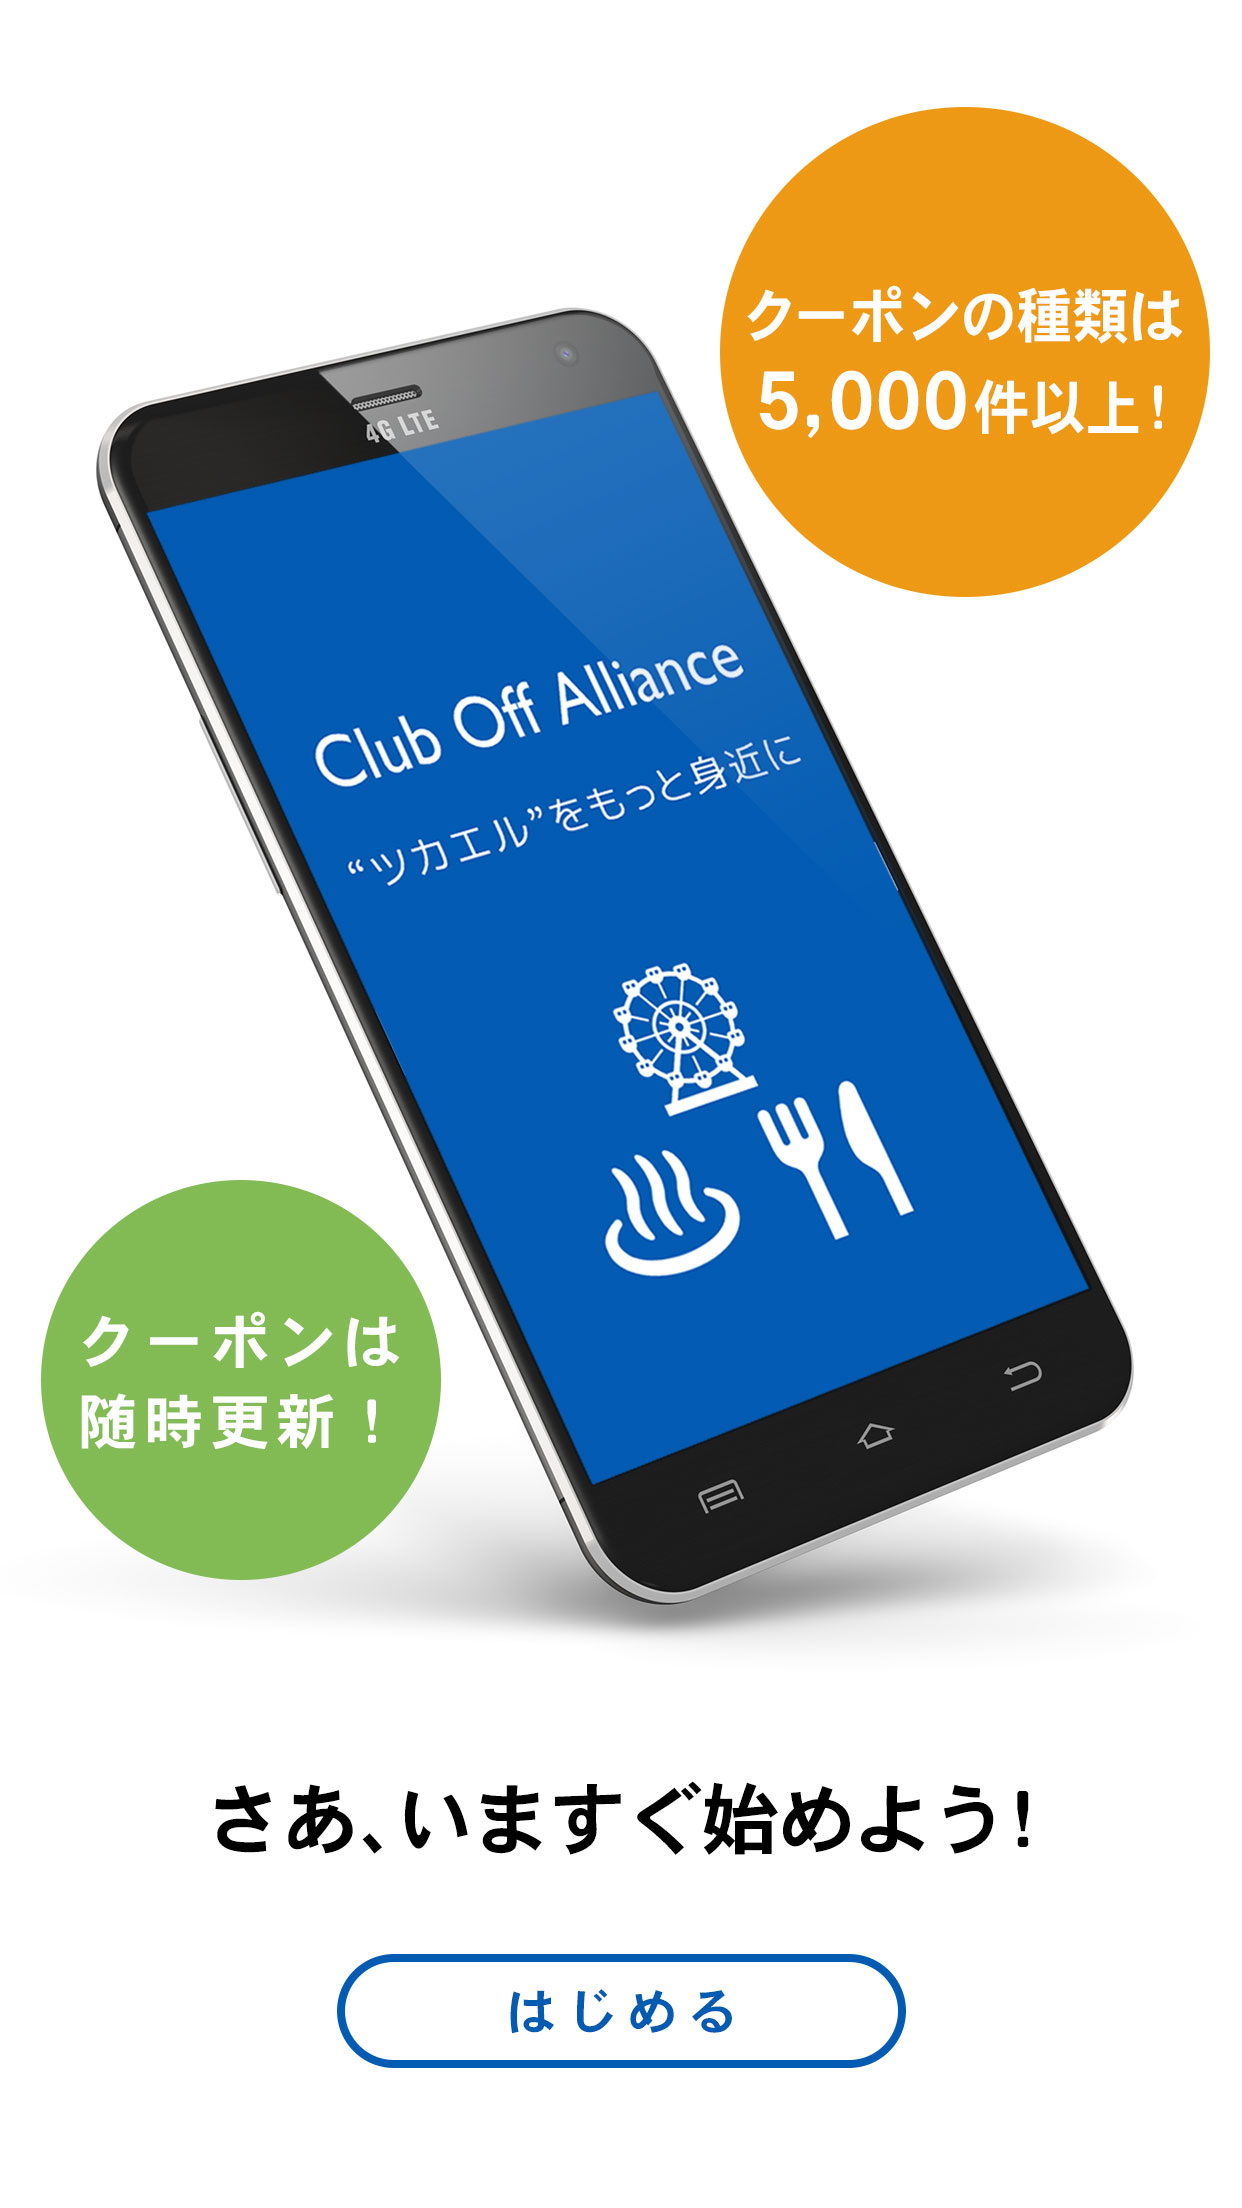 クーポンの種類は
5,000件以上！
4G LTE
Club Off Alliance
“ツカエル”をもっと身近に
クーポンは
随時更新！
さあ、いますぐ始めよう！
はじめる